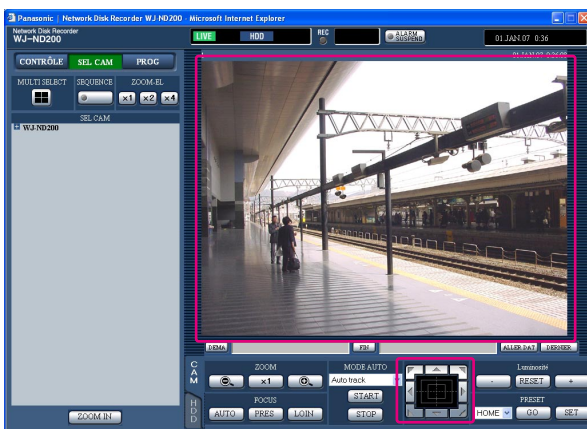 Panasonic | Network Disk Recorder WJ-ND200 - Microsoft Internet Explorer
Network Disk Recorder
WJ-ND200
LIVE HDD REC ALARM SUSPEND 01.JAN.07 0:36
CONTRÔLE SEL CAM PROG
MULTI SELECT SEQUENCE ZOOM-EL
x1 x2 x4
SEL CAM
WJ-ND200
DEMA FIN ALLER DAT DERNIER
CAM
HDD
ZOOM MODE AUTO Luminosité
x1 Auto track - RESET +
FOCUS START PRESET
AUTO PRES LOIN STOP HOME GO SET
ZOOM IN